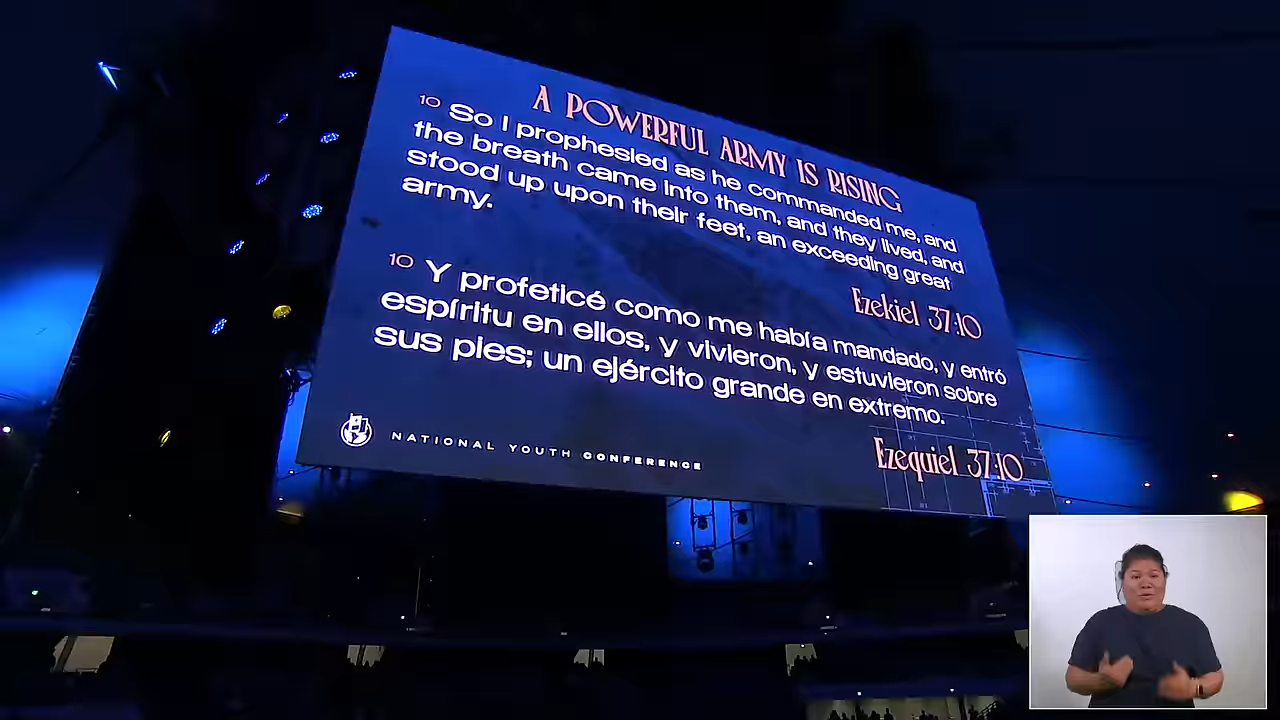 A POWERFUL ARMY IS RISING
10 So I prophesied as he commanded me, and
the breath came into them, and they lived, and
stood up upon their feet, an exceeding great
army.
Ezekiel 37:10
10 Y profeticé como me había mandado, y entró
espíritu en ellos, y vivieron, y estuvieron sobre
sus pies; un ejército grande en extremo.
Ezequiel 37:10
NATIONAL YOUTH CONFERENCE